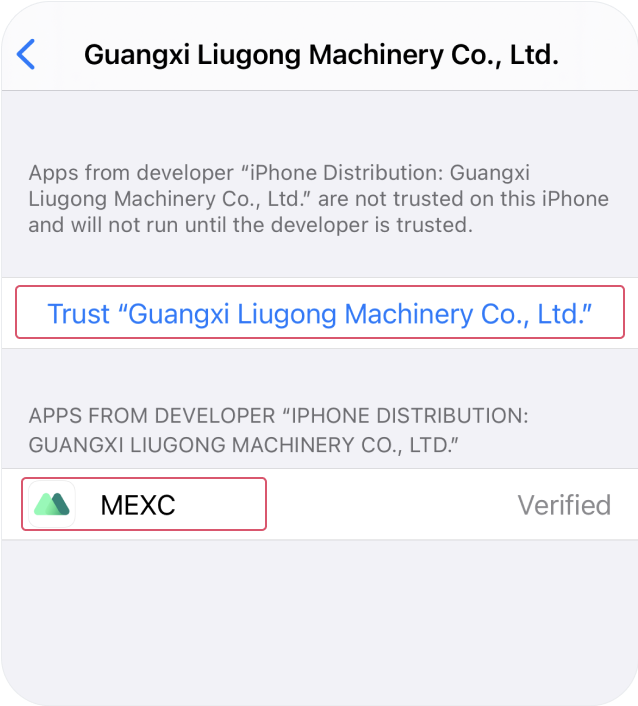 Guangxi Liugong Machinery Co., Ltd.
Apps from developer “iPhone Distribution: Guangxi
Liugong Machinery Co., Ltd.” are not trusted on this iPhone
and will not run until the developer is trusted.
Trust “Guangxi Liugong Machinery Co., Ltd.”
APPS FROM DEVELOPER “IPHONE DISTRIBUTION:
GUANGXI LIUGONG MACHINERY CO., LTD.”
MEXC Verified